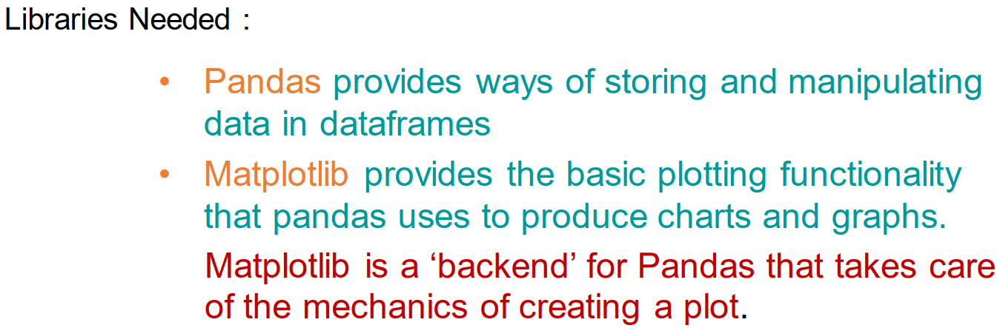 Libraries Needed :
• Pandas provides ways of storing and manipulating
data in dataframes
• Matplotlib provides the basic plotting functionality
that pandas uses to produce charts and graphs.
Matplotlib is a ‘backend’ for Pandas that takes care
of the mechanics of creating a plot.